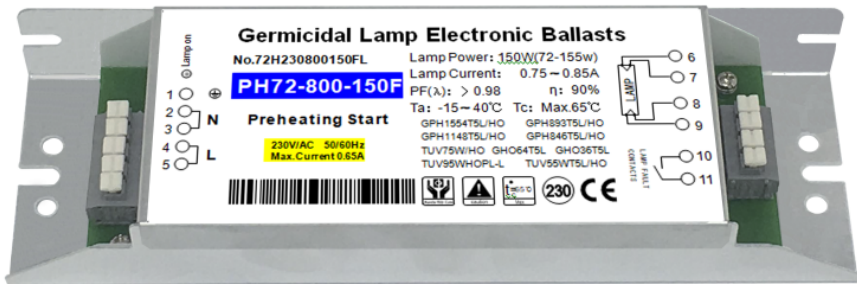 Germicidal Lamp Electronic Ballasts
Lamp on
No.72H230800150FL
PH72-800-150F
Preheating Start
230V/AC 50/60Hz
Max.Current 0.65A
Lamp Power: 150W(72-155w)
Lamp Current: 0.75~0.85A
PF(λ): > 0.98 η: 90%
Ta: -15~40℃ Tc: Max.65℃
GPH1554T5L/HO GPH893T5L/HO
GPH1148T5L/HO GPH846T5L/HO
TUV75W/HO GHO64T5L GHO36T5L
TUV95WHOPL-L TUV55WT5L/HO
1
2
3
N
4
5
L
LAMP
6
7
8
9
LAMP FAULT
CONTACTS
10
11
230
CE